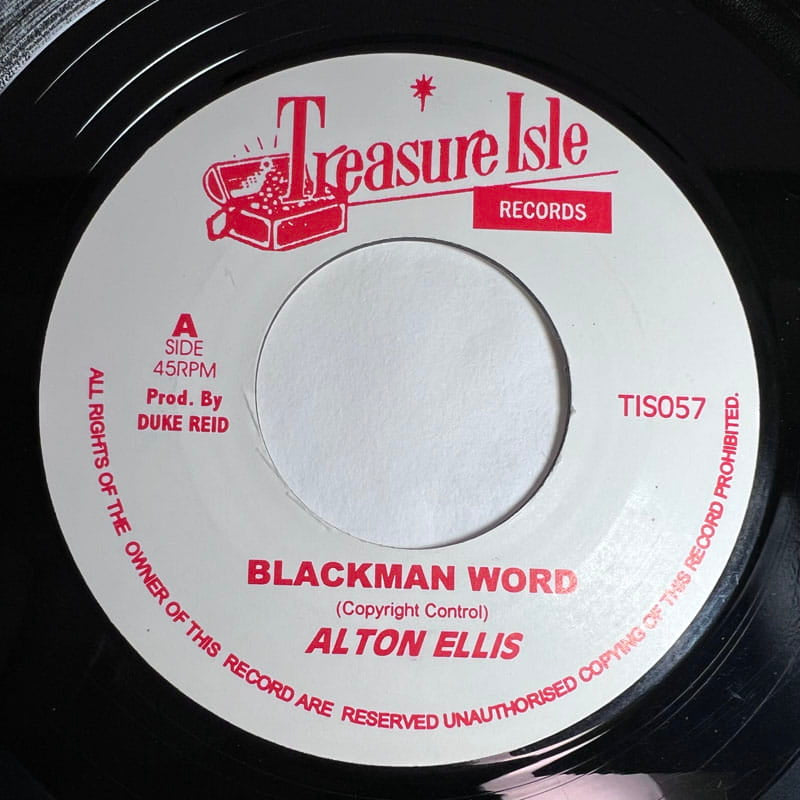 Treasure Isle
RECORDS
A
SIDE
45RPM
Prod. By
DUKE REID
TIS057
BLACKMAN WORD
(Copyright Control)
ALTON ELLIS
ALL RIGHTS OF THE OWNER OF THIS RECORD ARE RESERVED UNAUTHORISED COPYING OF THIS RECORD PROHIBITED.